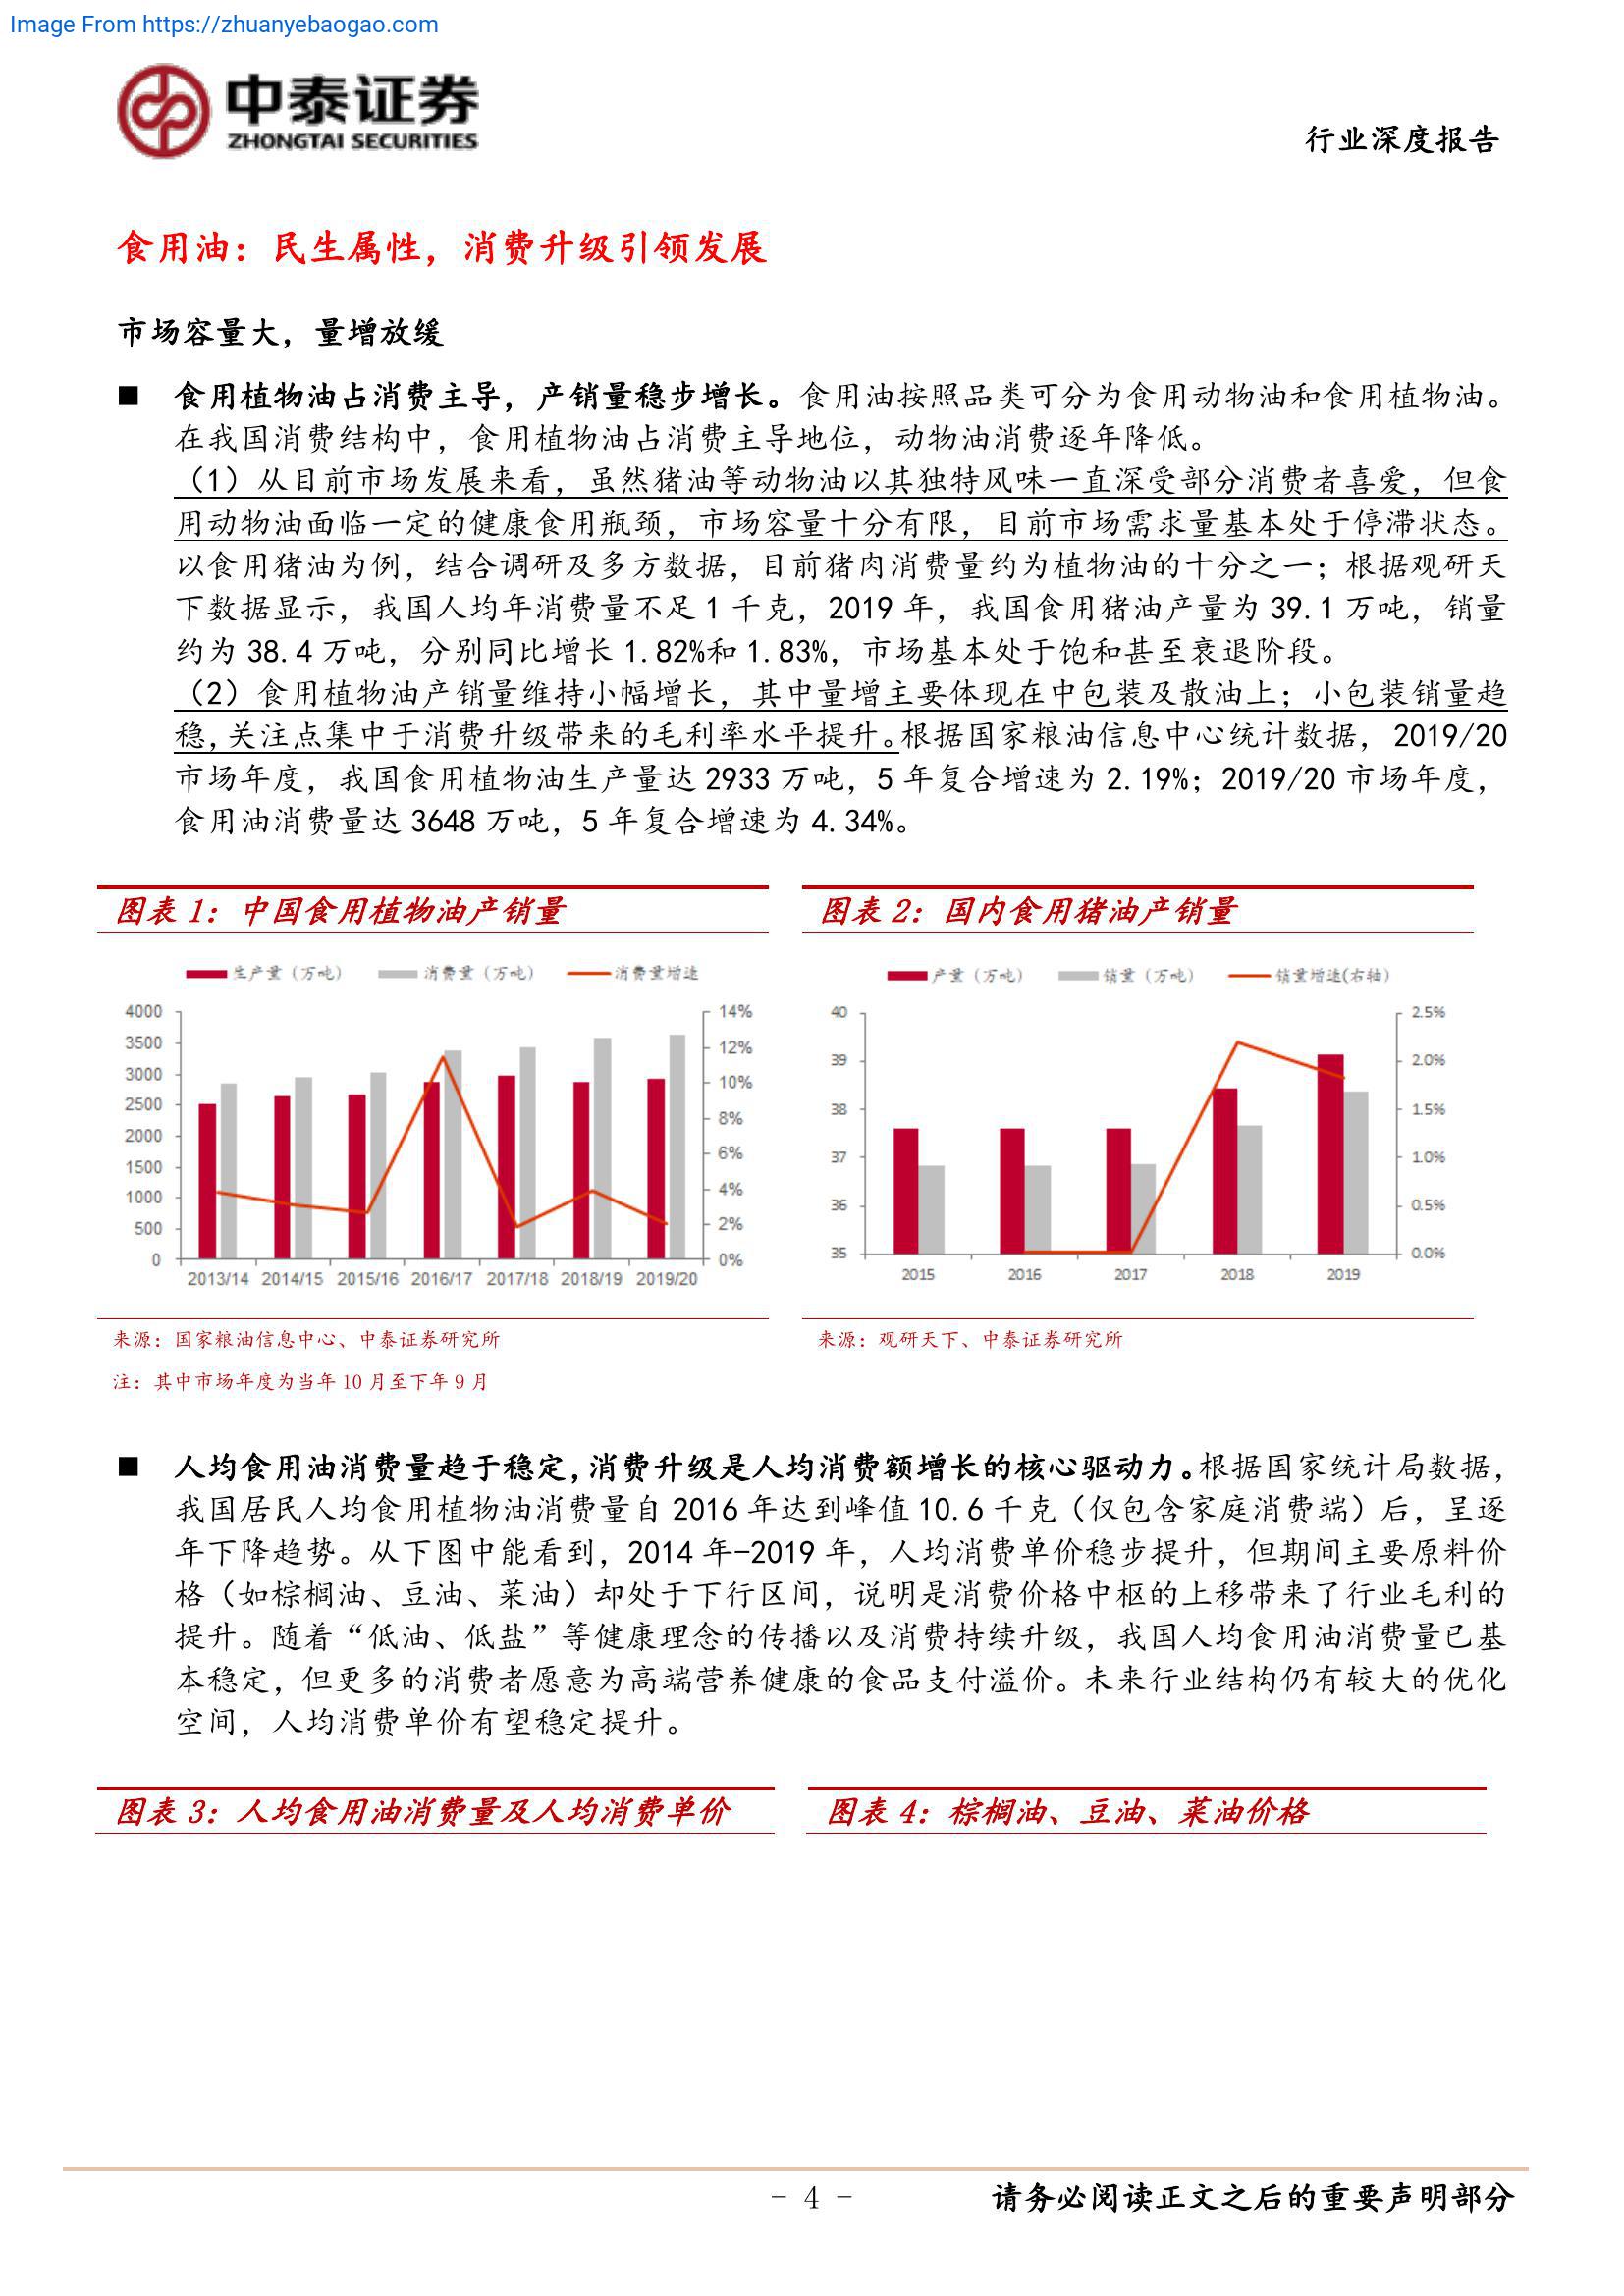 Image From https://zhuanyebaogao.com
中泰证券
ZHONGTAI SECURITIES
行业深度报告
食用油：民生属性，消费升级引领发展
市场容量大，量增放缓
■ 食用植物油占消费主导，产销量稳步增长。食用油按照品类可分为食用动物油和食用植物油。
在我国消费结构中，食用植物油占消费主导地位，动物油消费逐年降低。
（1）从目前市场发展来看，虽然猪油等动物油以其独特风味一直深受部分消费者喜爱，但食
用动物油面临一定的健康食用瓶颈，市场容量十分有限，目前市场需求量基本处于停滞状态。
以食用猪油为例，结合调研及多方数据，目前猪肉消费量约为植物油的十分之一；根据观研天
下数据显示，我国人均年消费量不足 1 千克，2019 年，我国食用猪油产量为 39.1 万吨，销量
约为 38.4 万吨，分别同比增长 1.82%和 1.83%，市场基本处于饱和甚至衰退阶段。
（2）食用植物油产销量维持小幅增长，其中量增主要体现在中包装及散油上；小包装销量趋
稳，关注点集中于消费升级带来的毛利率水平提升。根据国家粮油信息中心统计数据，2019/20
市场年度，我国食用植物油生产量达 2933 万吨，5 年复合增速为 2.19%；2019/20 市场年度，
食用油消费量达 3648 万吨，5 年复合增速为 4.34%。
图表 1：中国食用植物油产销量
生产量（万吨） 消费量（万吨） 消费量增速
4000
3500
3000
2500
2000
1500
1000
500
0
14%
12%
10%
8%
6%
4%
2%
0%
2013/14 2014/15 2015/16 2016/17 2017/18 2018/19 2019/20
来源：国家粮油信息中心、中泰证券研究所
注：其中市场年度为当年 10 月至下年 9 月
图表 2：国内食用猪油产销量
产量（万吨） 销量（万吨） 销量增速(右轴)
40
39
38
37
36
35
2.5%
2.0%
1.5%
1.0%
0.5%
0.0%
2015 2016 2017 2018 2019
来源：观研天下、中泰证券研究所
■ 人均食用油消费量趋于稳定，消费升级是人均消费额增长的核心驱动力。根据国家统计局数据，
我国居民人均食用植物油消费量自 2016 年达到峰值 10.6 千克（仅包含家庭消费端）后，呈逐
年下降趋势。从下图中能看到，2014 年-2019 年，人均消费单价稳步提升，但期间主要原料价
格（如棕榈油、豆油、菜油）却处于下行区间，说明是消费价格中枢的上移带来了行业毛利的
提升。随着“低油、低盐”等健康理念的传播以及消费持续升级，我国人均食用油消费量已基
本稳定，但更多的消费者愿意为高端营养健康的食品支付溢价。未来行业结构仍有较大的优化
空间，人均消费单价有望稳定提升。
图表 3：人均食用油消费量及人均消费单价
图表 4：棕榈油、豆油、菜油价格
- 4 -
请务必阅读正文之后的重要声明部分